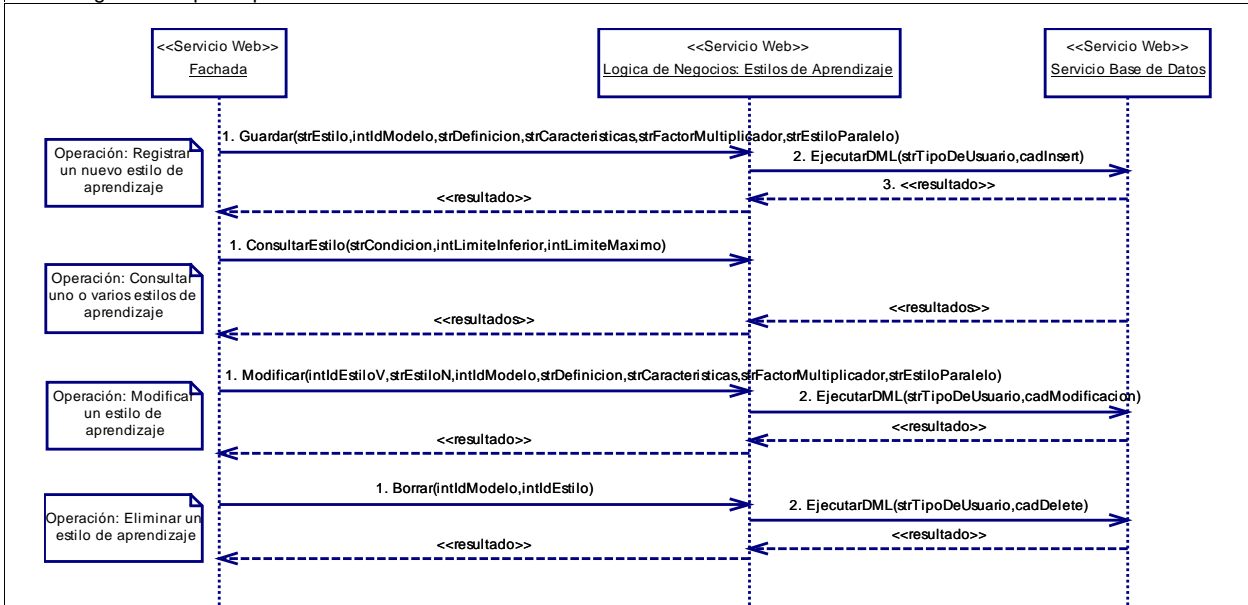 <<Servicio Web>>
Fachada
<<Servicio Web>>
Logica de Negocios: Estilos de Aprendizaje
<<Servicio Web>>
Servicio Base de Datos
Operación: Registrar
un nuevo estilo de
aprendizaje
1. Guardar(strEstilo,intIdModelo,strDefinicion,strCaracteristicas,strFactorMultiplicador,strEstiloParalelo)
2. EjecutarDML(strTipoDeUsuario,cadInsert)
3. <<resultado>>
<<resultado>>
Operación: Consultar
uno o varios estilos de
aprendizaje
1. ConsultarEstilo(strCondicion,intLimiteInferior,intLimiteMaximo)
<<resultados>>
<<resultados>>
Operación: Modificar
un estilo de
aprendizaje
1. Modificar(intIdEstiloV,strEstiloN,intIdModelo,strDefinicion,strCaracteristicas,strFactorMultiplicador,strEstiloParalelo)
2. EjecutarDML(strTipoDeUsuario,cadModificacion)
<<resultado>>
<<resultado>>
Operación: Eliminar un
estilo de aprendizaje
1. Borrar(intIdModelo,intIdEstilo)
2. EjecutarDML(strTipoDeUsuario,cadDelete)
<<resultado>>
<<resultado>>